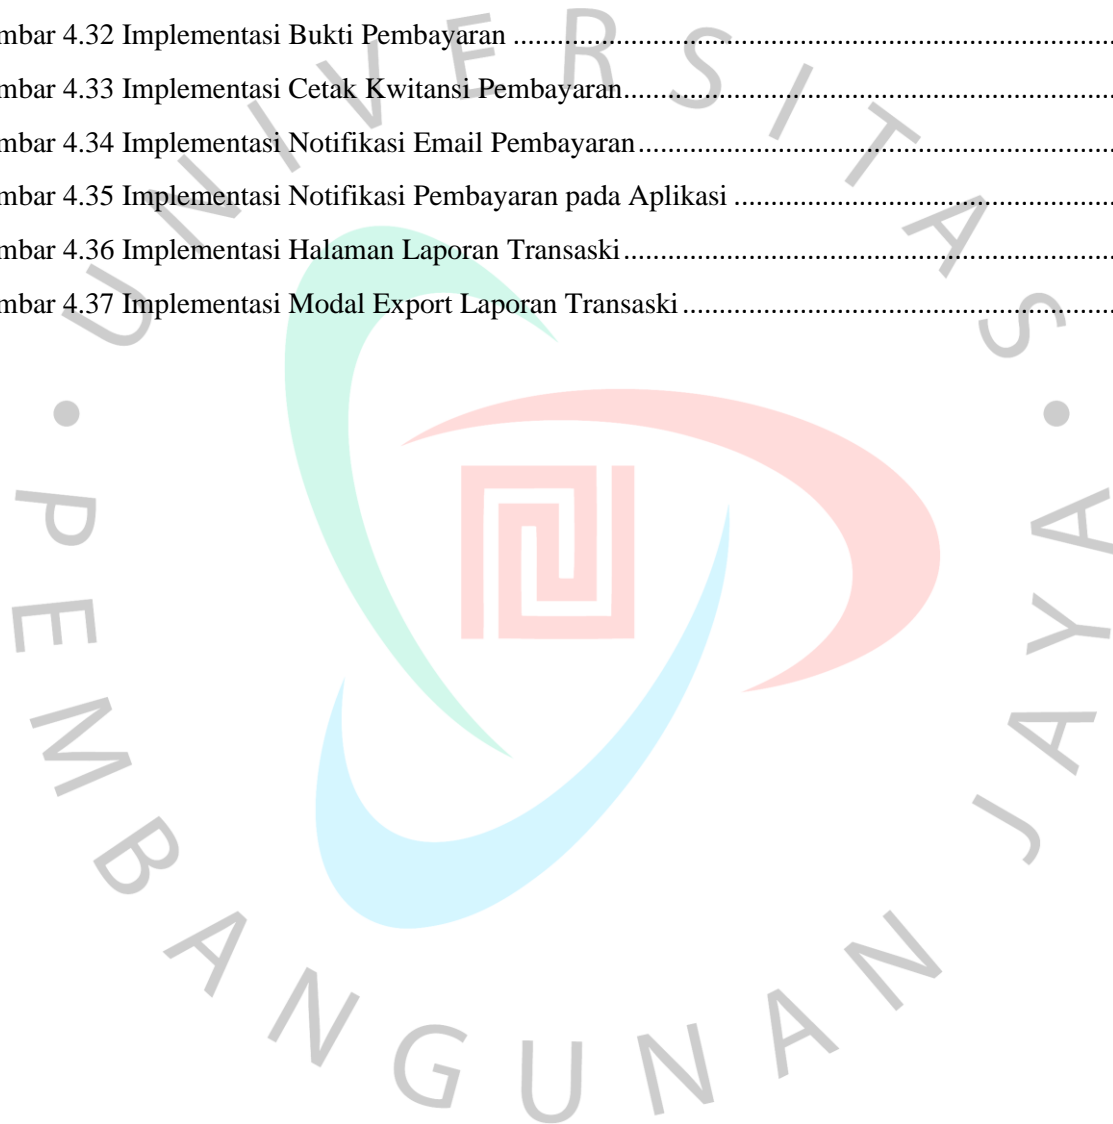 mbar 4.32 Implementasi Bukti Pembayaran ....................................................................................
mbar 4.33 Implementasi Cetak Kwitansi Pembayaran..................................................................
mbar 4.34 Implementasi Notifikasi Email Pembayaran ................................................................
mbar 4.35 Implementasi Notifikasi Pembayaran pada Aplikasi ...................................................
mbar 4.36 Implementasi Halaman Laporan Transaski ..................................................................
mbar 4.37 Implementasi Modal Export Laporan Transaski ..........................................................
UNIVERSITAS • PEMBANGUNAN JAYA •